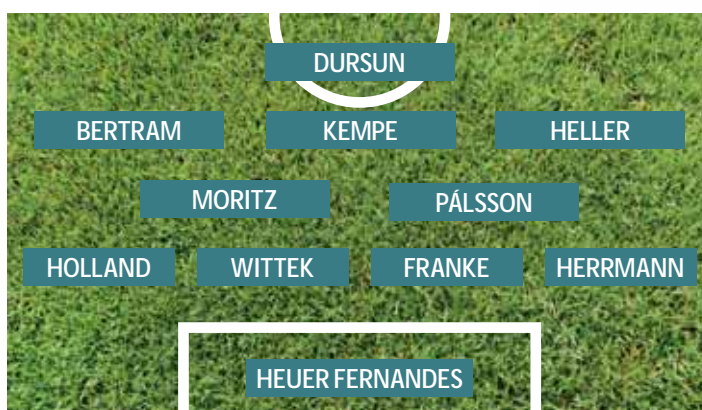 DURSUN
BERTRAM KEMPE HELLER
MORITZ PÁLSSON
HOLLAND WITTEK FRANKE HERRMANN
HEUER FERNANDES